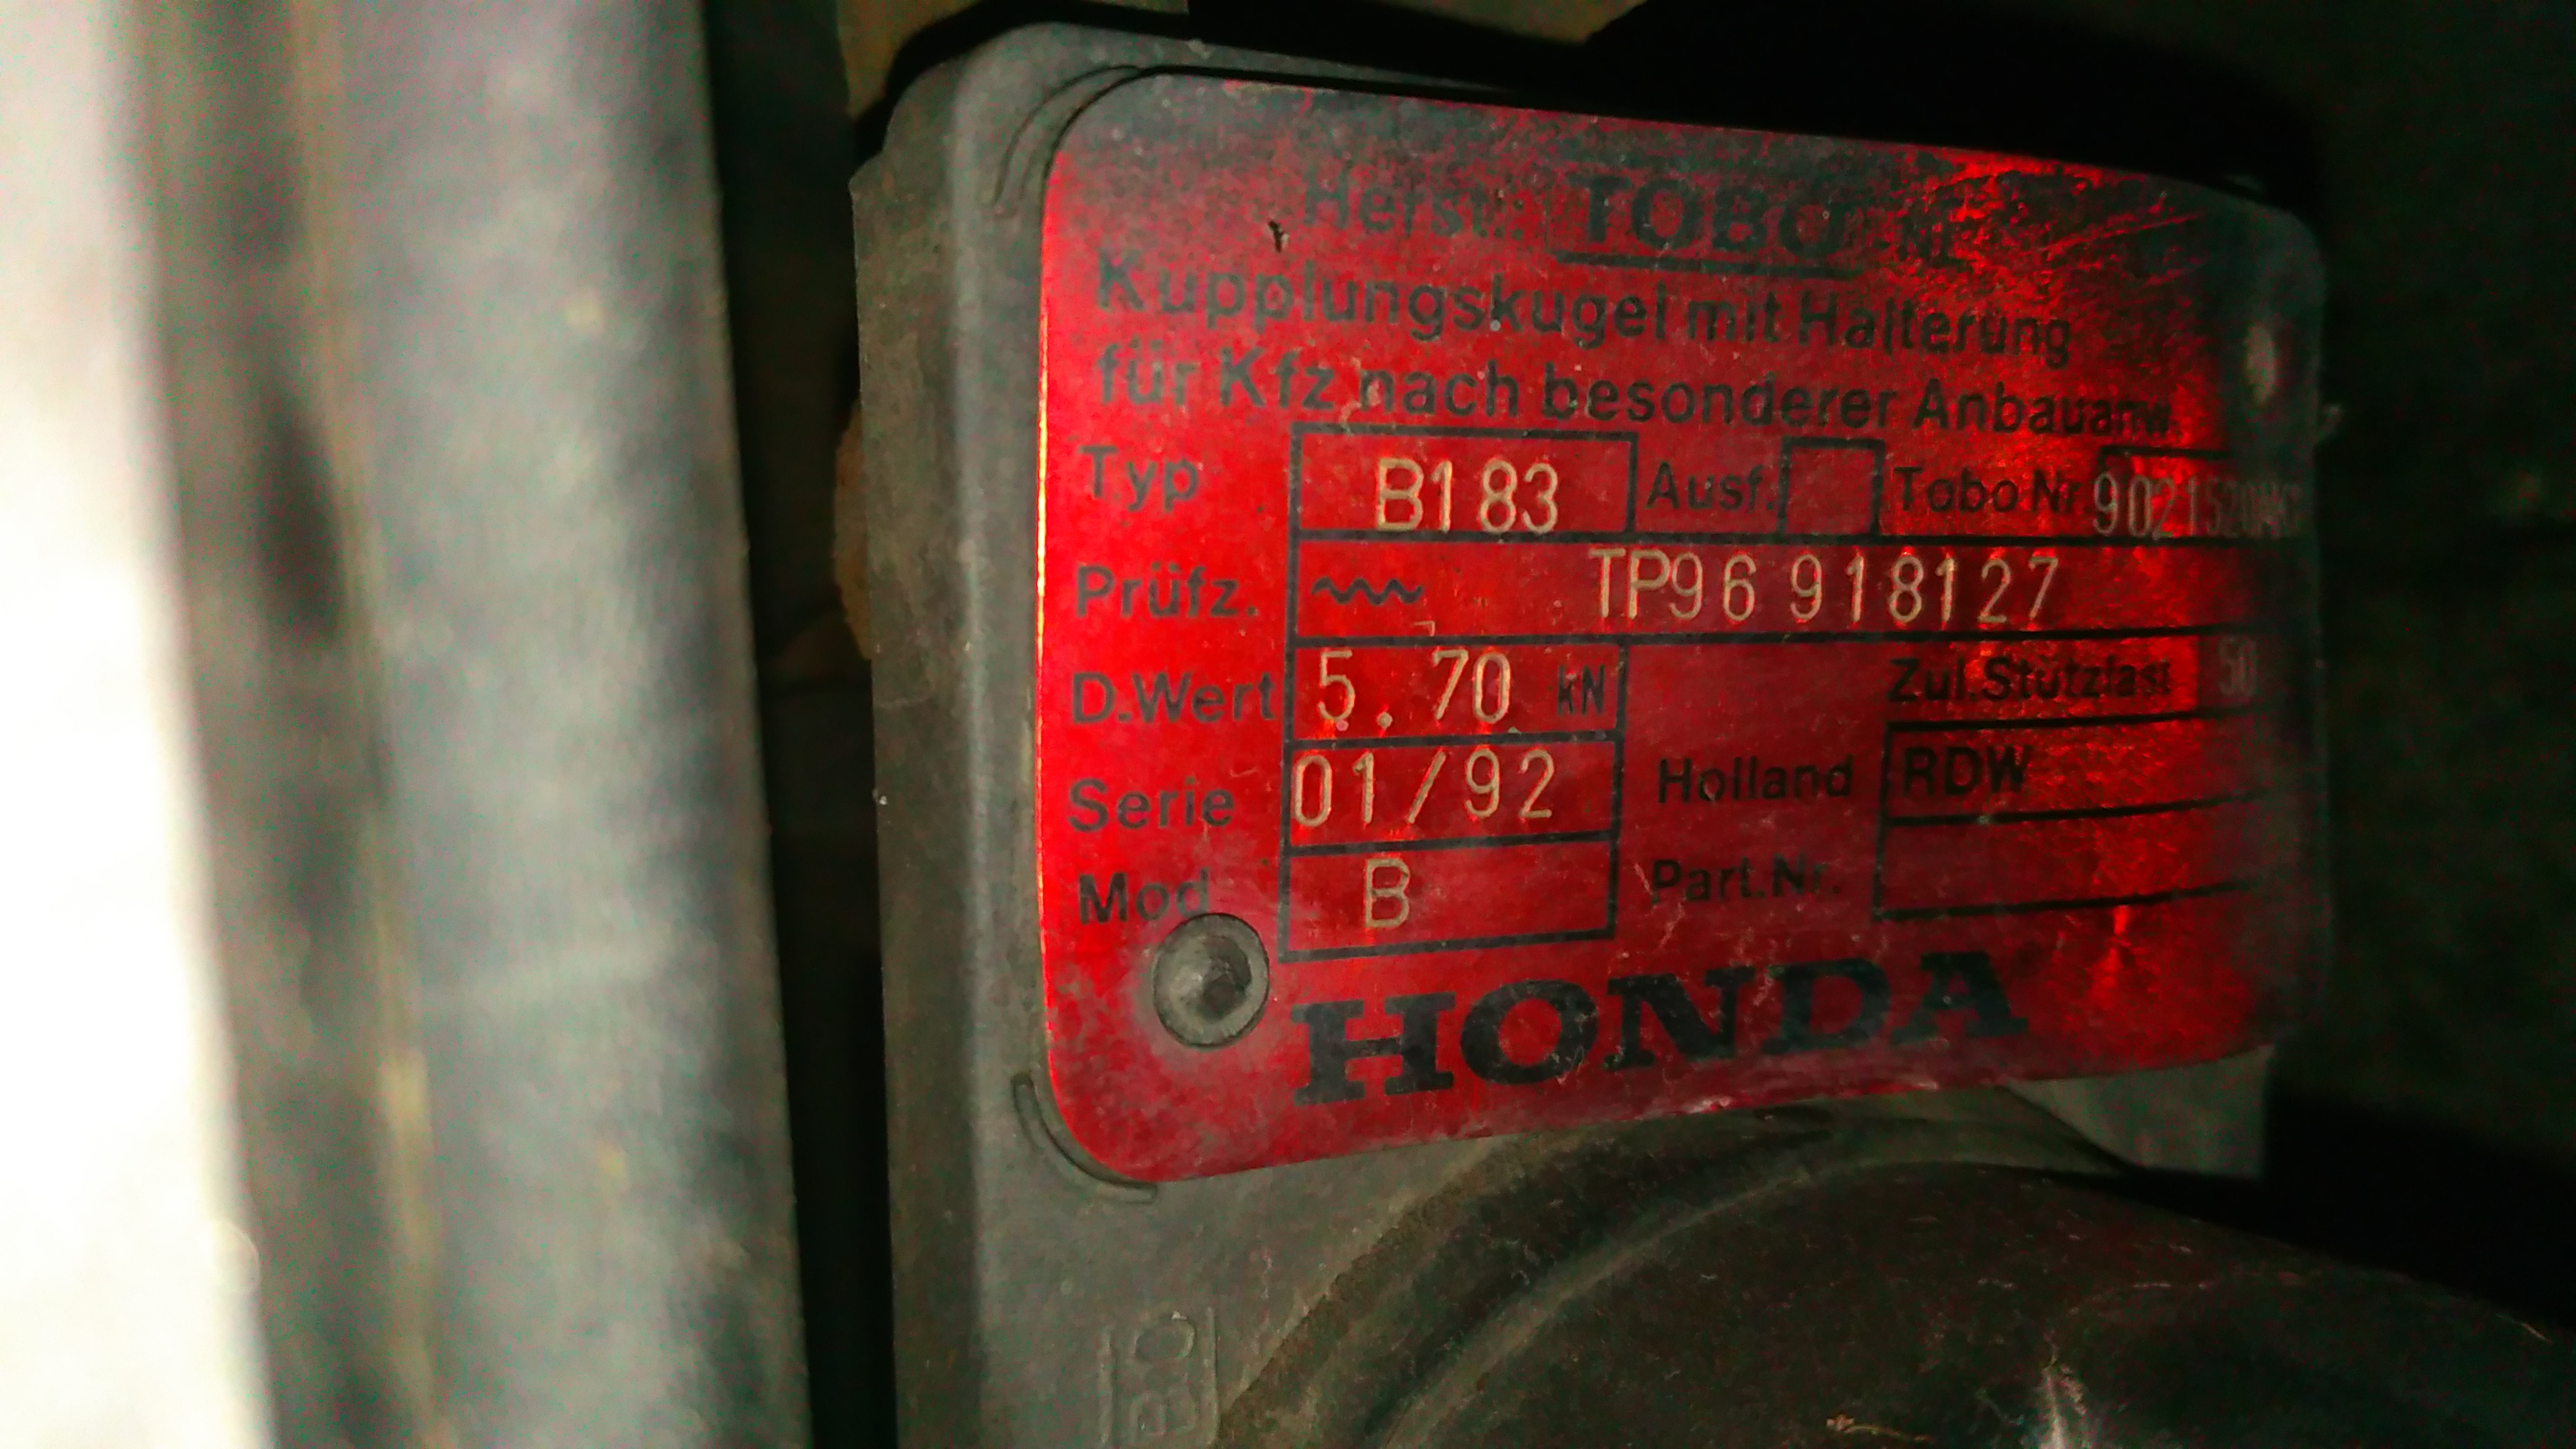 Herst.: TOBO
Kupplungskugel mit Halterung
für Kfz nach besonderer Anbauanw.
Typ B183 Ausf. Tobo Nr.
Prüfz. TP96 918127
D.Wert 5.70 kN Zul.Stützlast 50
Serie 01/92 Holland RDW
Mod B Part.Nr.
HONDA